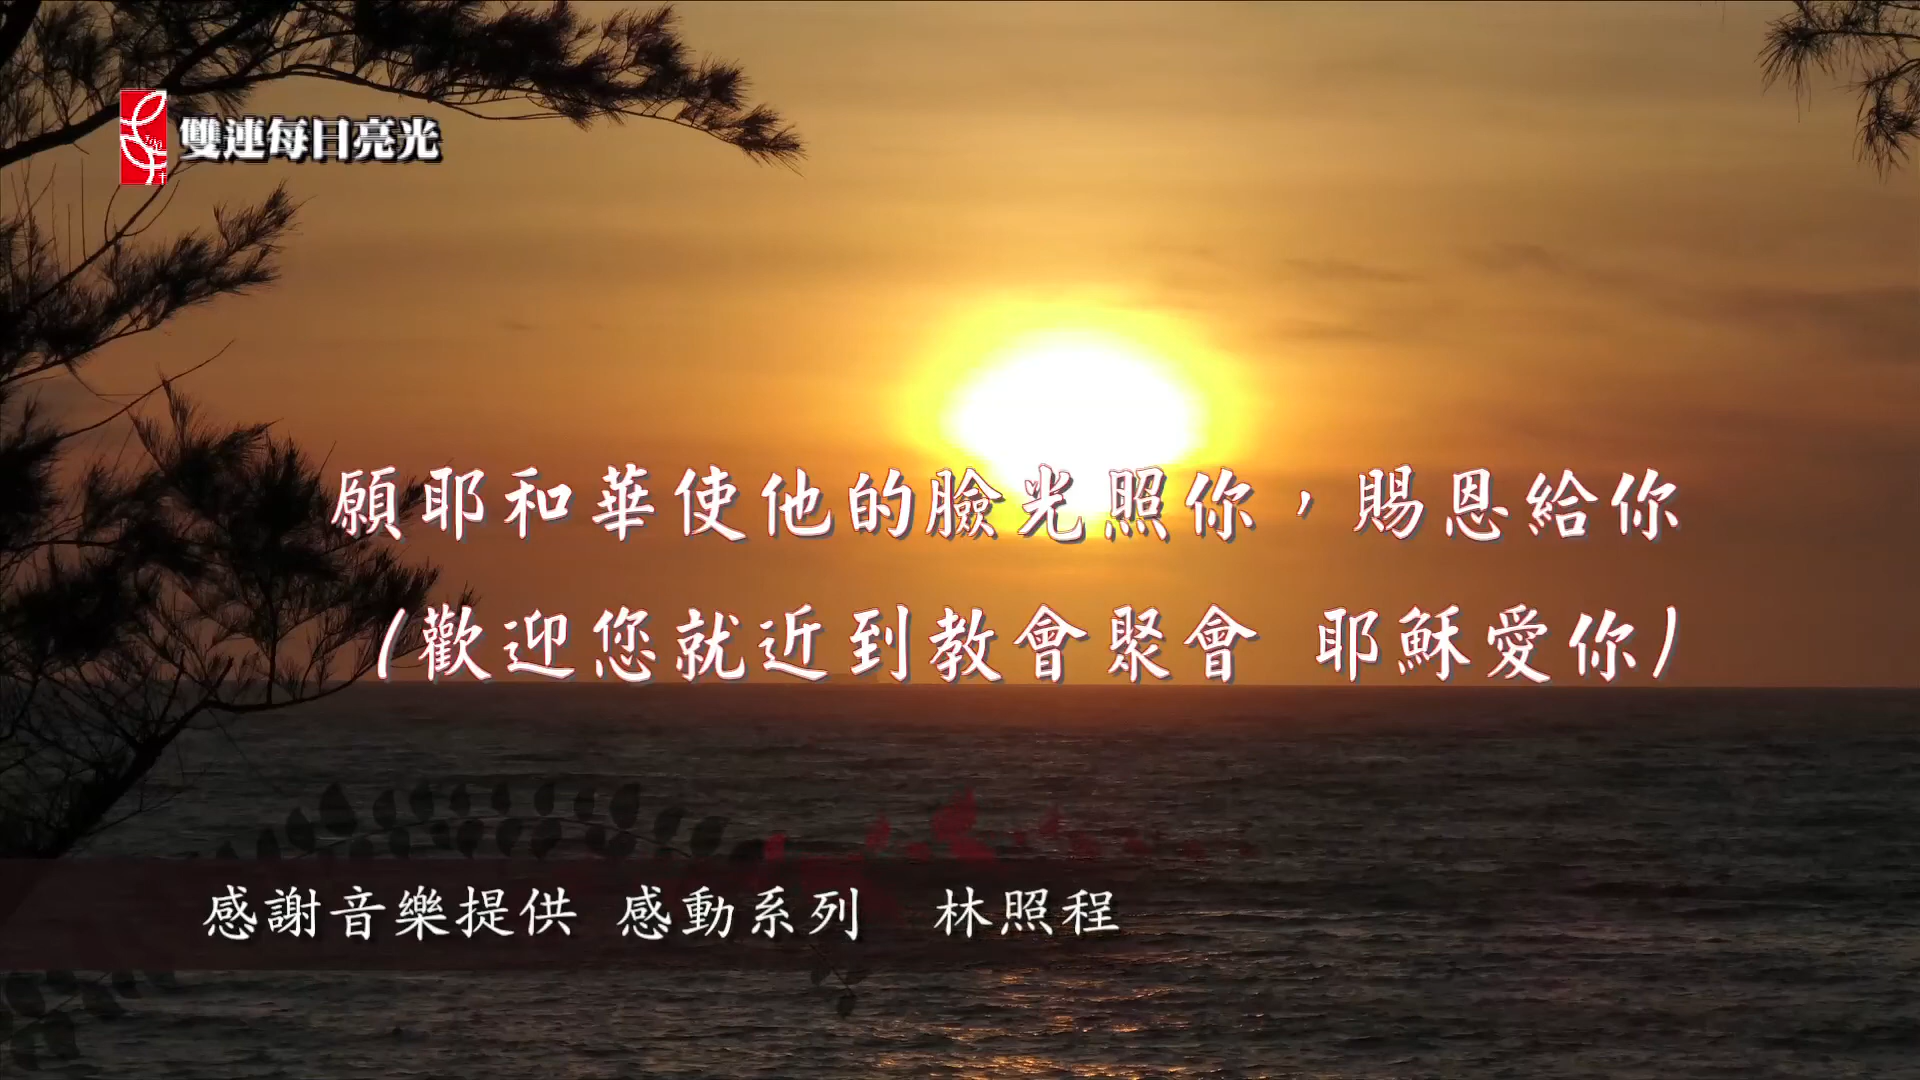 雙連每日亮光
願耶和華使他的臉光照你，賜恩給你
(歡迎您就近到教會聚會 耶穌愛你)
感謝音樂提供 感動系列 林照程